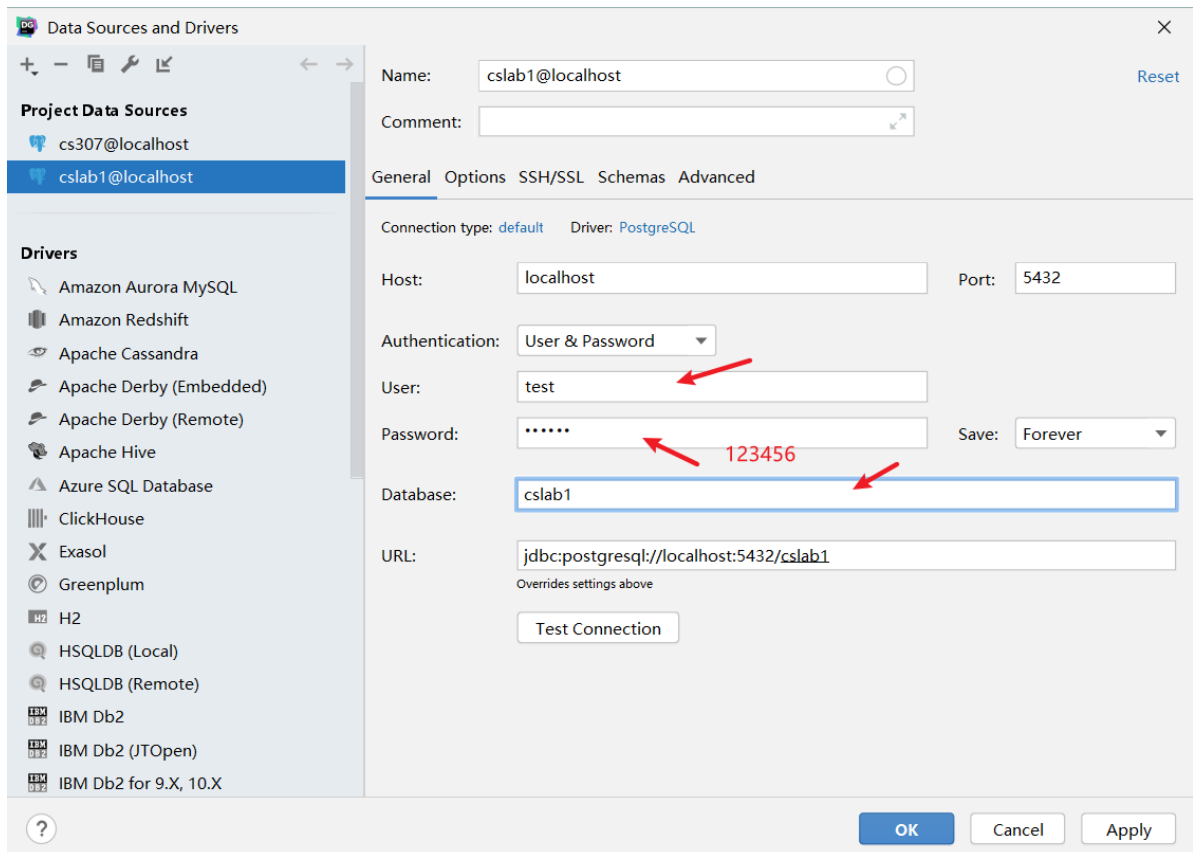 Data Sources and Drivers
Project Data Sources
cs307@localhost
cslab1@localhost
Drivers
Amazon Aurora MySQL
Amazon Redshift
Apache Cassandra
Apache Derby (Embedded)
Apache Derby (Remote)
Apache Hive
Azure SQL Database
ClickHouse
Exasol
Greenplum
H2
HSQLDB (Local)
HSQLDB (Remote)
IBM Db2
IBM Db2 (JTOpen)
IBM Db2 for 9.X, 10.X
Name: cslab1@localhost Reset
Comment:
General Options SSH/SSL Schemas Advanced
Connection type: default Driver: PostgreSQL
Host: localhost Port: 5432
Authentication: User & Password
User: test
Password: •••••• Save: Forever
123456
Database: cslab1
URL: jdbc:postgresql://localhost:5432/cslab1
Overrides settings above
Test Connection
? OK Cancel Apply